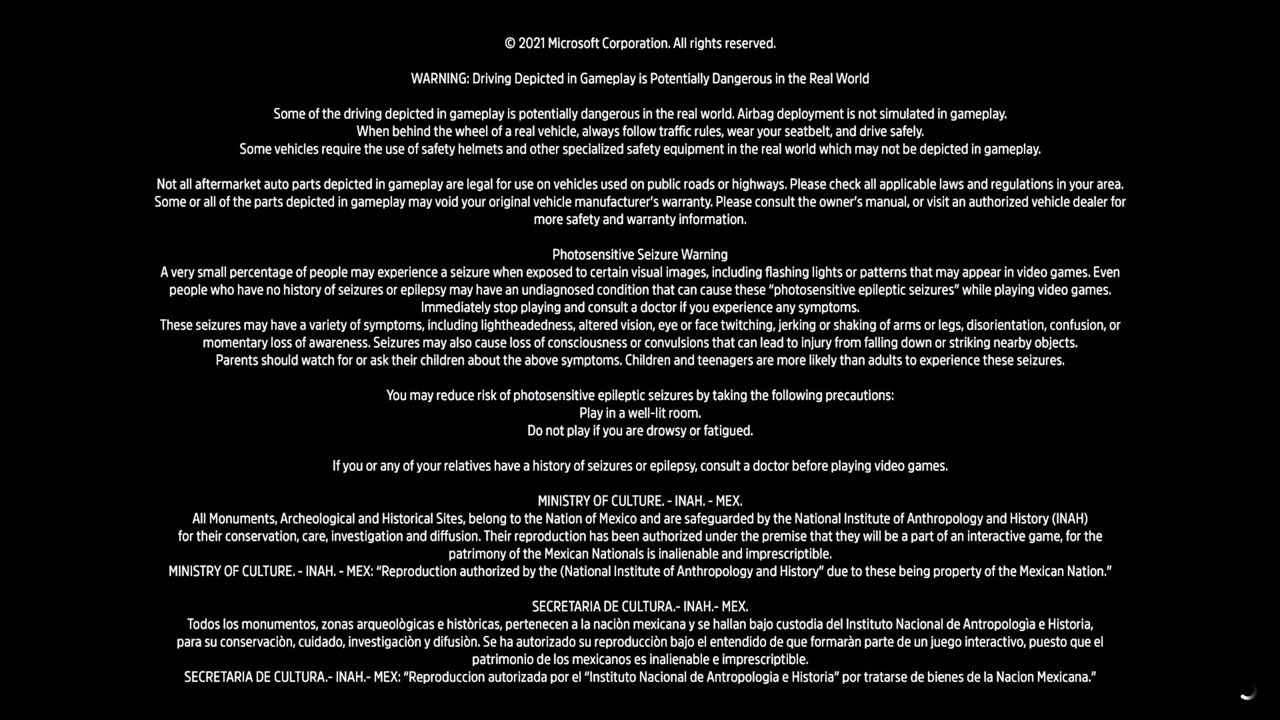 © 2021 Microsoft Corporation. All rights reserved.
WARNING: Driving Depicted in Gameplay is Potentially Dangerous in the Real World
Some of the driving depicted in gameplay is potentially dangerous in the real world. Airbag deployment is not simulated in gameplay.
When behind the wheel of a real vehicle, always follow traffic rules, wear your seatbelt, and drive safely.
Some vehicles require the use of safety helmets and other specialized safety equipment in the real world which may not be depicted in gameplay.
Not all aftermarket auto parts depicted in gameplay are legal for use on vehicles used on public roads or highways. Please check all applicable laws and regulations in your area.
Some or all of the parts depicted in gameplay may void your original vehicle manufacturer's warranty. Please consult the owner's manual, or visit an authorized vehicle dealer for
more safety and warranty information.
Photosensitive Seizure Warning
A very small percentage of people may experience a seizure when exposed to certain visual images, including flashing lights or patterns that may appear in video games. Even
people who have no history of seizures or epilepsy may have an undiagnosed condition that can cause these "photosensitive epileptic seizures" while playing video games.
Immediately stop playing and consult a doctor if you experience any symptoms.
These seizures may have a variety of symptoms, including lightheadedness, altered vision, eye or face twitching, jerking or shaking of arms or legs, disorientation, confusion, or
momentary loss of awareness. Seizures may also cause loss of consciousness or convulsions that can lead to injury from falling down or striking nearby objects.
Parents should watch for or ask their children about the above symptoms. Children and teenagers are more likely than adults to experience these seizures.
You may reduce risk of photosensitive epileptic seizures by taking the following precautions:
Play in a well-lit room.
Do not play if you are drowsy or fatigued.
If you or any of your relatives have a history of seizures or epilepsy, consult a doctor before playing video games.
MINISTRY OF CULTURE. - INAH. - MEX.
All Monuments, Archeological and Historical Sites, belong to the Nation of Mexico and are safeguarded by the National Institute of Anthropology and History (INAH)
for their conservation, care, investigation and diffusion. Their reproduction has been authorized under the premise that they will be a part of an interactive game, for the
patrimony of the Mexican Nationals is inalienable and imprescriptible.
MINISTRY OF CULTURE. - INAH. - MEX: “Reproduction authorized by the (National Institute of Anthropology and History” due to these being property of the Mexican Nation.”
SECRETARIA DE CULTURA.- INAH.- MEX.
Todos los monumentos, zonas arqueològicas e històricas, pertenecen a la naciòn mexicana y se hallan bajo custodia del Instituto Nacional de Antropologìa e Historia,
para su conservaciòn, cuidado, investigaciòn y difusiòn. Se ha autorizado su reproducciòn bajo el entendido de que formaràn parte de un juego interactivo, puesto que el
patrimonio de los mexicanos es inalienable e imprescriptible.
SECRETARIA DE CULTURA.- INAH.- MEX: “Reproduccion autorizada por el “Instituto Nacional de Antropologia e Historia” por tratarse de bienes de la Nacion Mexicana.”